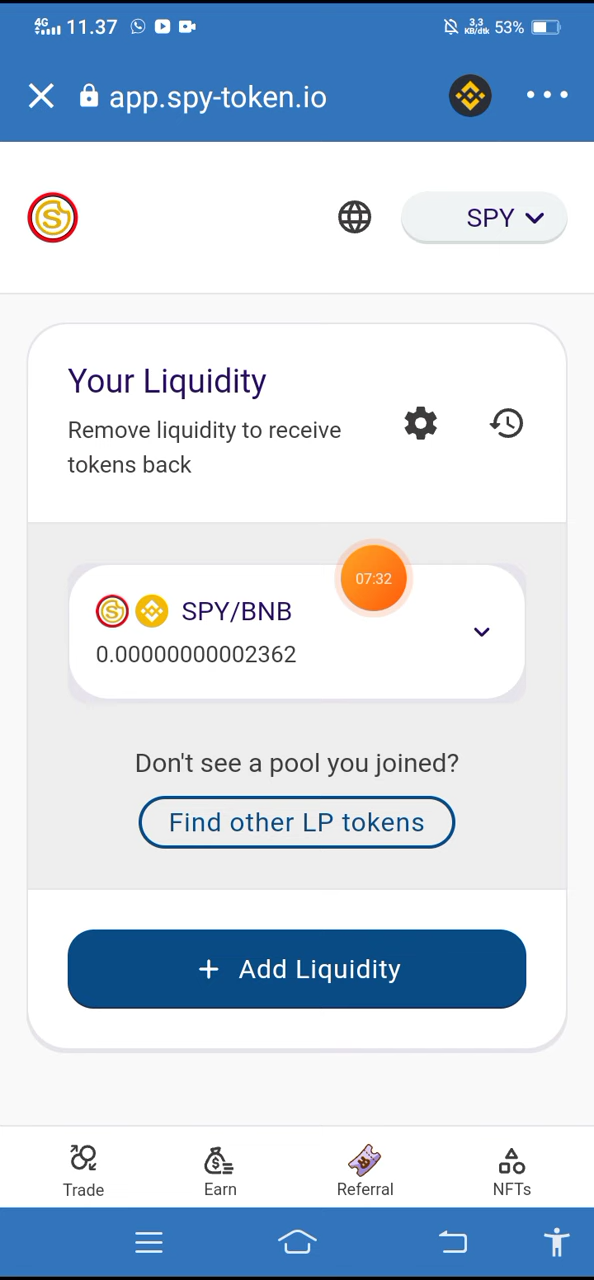 4G 11.37 3,3 KB/dtk 53%
app.spy-token.io
SPY
Your Liquidity
Remove liquidity to receive
tokens back
07:32
SPY/BNB
0.00000000002362
Don't see a pool you joined?
Find other LP tokens
+ Add Liquidity
Trade Earn Referral NFTs